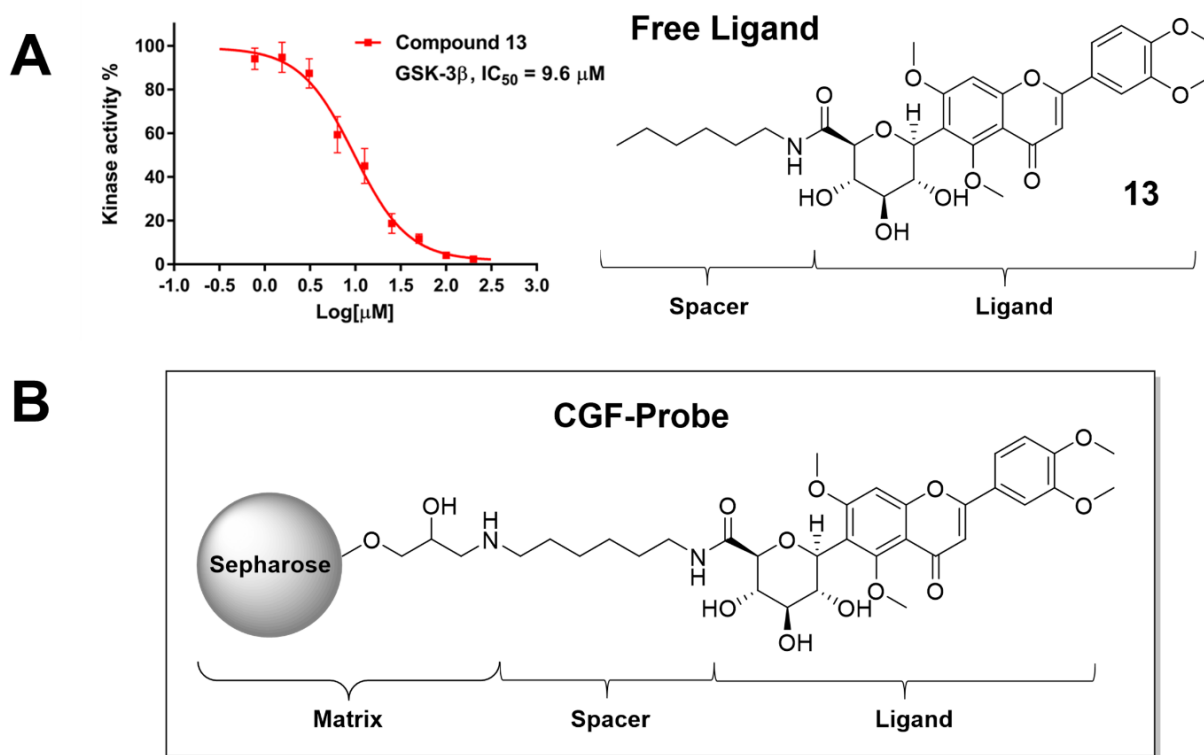 A
100
80
60
40
20
0
Kinase activity %
-1.0 -0.5 0.0 0.5 1.0 1.5 2.0 2.5 3.0
Log[μM]
Compound 13
GSK-3β, IC50 = 9.6 μM
Free Ligand
O
O
O
O
O
H
O
N
H
O
O
HO
OH
OH
13
Spacer
Ligand
B
CGF-Probe
Sepharose
O
OH
H
N
O
N
H
O
H
O
O
O
O
O
O
HO
OH
OH
Matrix
Spacer
Ligand